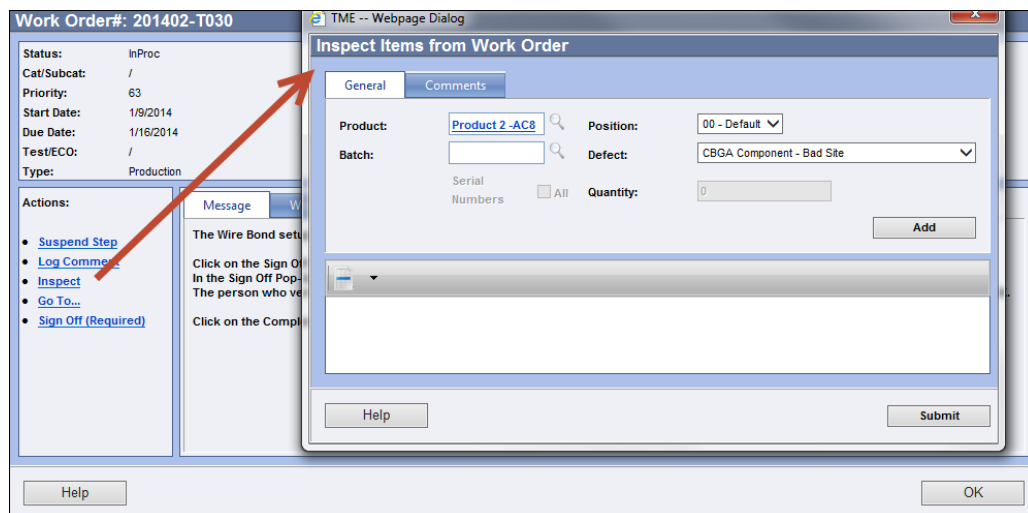 Work Order#: 201402-T030
Status: InProc
Cat/Subcat: /
Priority: 63
Start Date: 1/9/2014
Due Date: 1/16/2014
Test/ECO: /
Type: Production
Actions:
Suspend Step
Log Comment
Inspect
Go To...
Sign Off (Required)
Message W
The Wire Bond setu
Click on the Sign Of
In the Sign Off Pop-
The person who ve
Click on the Compl
TME -- Webpage Dialog
Inspect Items from Work Order
General Comments
Product: Product 2 -AC8 Position: 00 - Default
Batch: Defect: CBGA Component - Bad Site
Serial Numbers All Quantity: 0
Add
Help Submit
Help OK